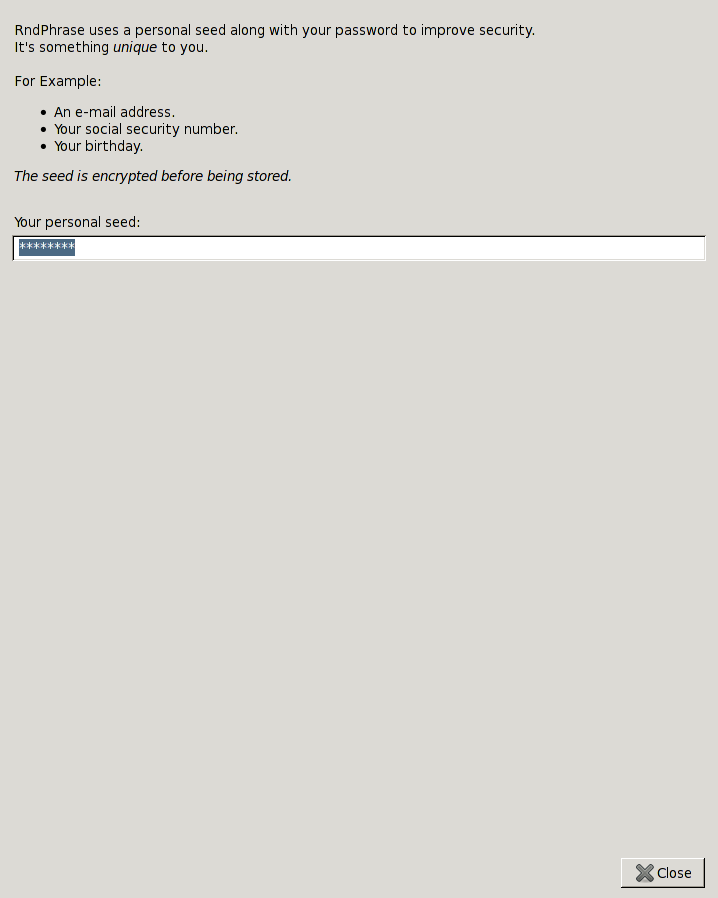 RndPhrase uses a personal seed along with your password to improve security.
It's something unique to you.
For Example:
• An e-mail address.
• Your social security number.
• Your birthday.
The seed is encrypted before being stored.
Your personal seed:
********
Close